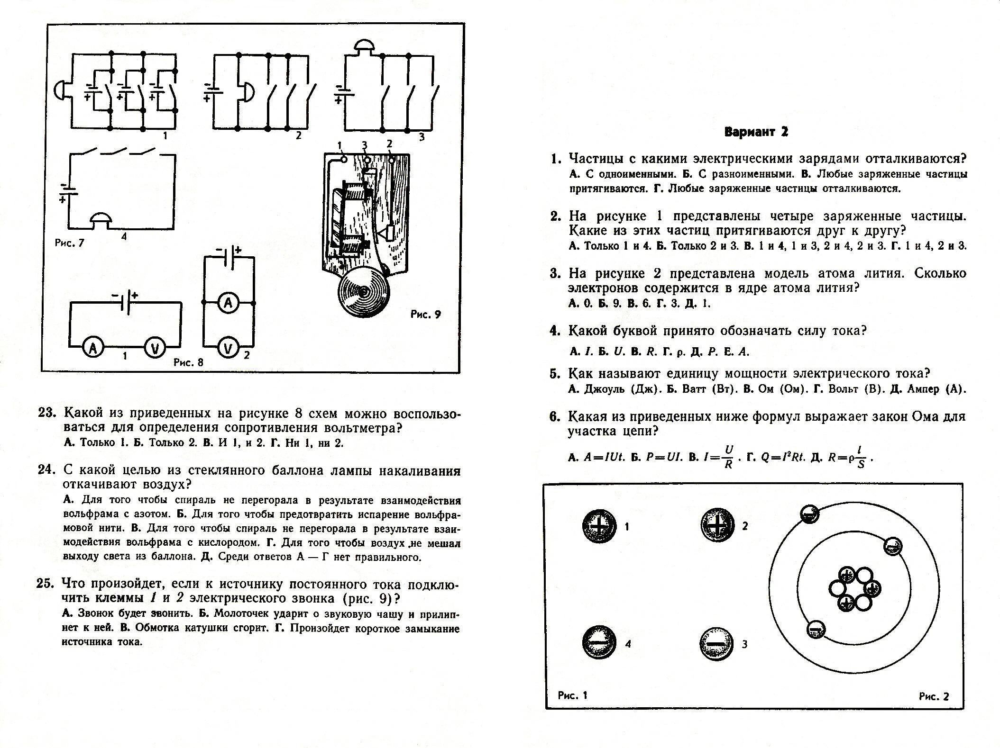 - + - + - +
1
- +
2
- +
3
- +
4
Рис. 7
1 3 2
Рис. 9
- +
A V
1
- +
A
V
2
Рис. 8
23. Какой из приведенных на рисунке 8 схем можно воспользо-
ваться для определения сопротивления вольтметра?
А. Только 1. Б. Только 2. В. И 1, и 2. Г. Ни 1, ни 2.
24. С какой целью из стеклянного баллона лампы накаливания
откачивают воздух?
А. Для того чтобы спираль не перегорала в результате взаимодействия
вольфрама с азотом. Б. Для того чтобы предотвратить испарение вольфра-
мовой нити. В. Для того чтобы спираль не перегорала в результате взаи-
модействия вольфрама с кислородом. Г. Для того чтобы воздух не мешал
выходу света из баллона. Д. Среди ответов А — Г нет правильного.
25. Что произойдет, если к источнику постоянного тока подклю-
чить клеммы 1 и 2 электрического звонка (рис. 9)?
А. Звонок будет звонить. Б. Молоточек ударит о звуковую чашу и прилип-
нет к ней. В. Обмотка катушки сгорит. Г. Произойдет короткое замыкание
источника тока.
Вариант 2
1. Частицы с какими электрическими зарядами отталкиваются?
А. С одноименными. Б. С разноименными. В. Любые заряженные частицы
притягиваются. Г. Любые заряженные частицы отталкиваются.
2. На рисунке 1 представлены четыре заряженные частицы.
Какие из этих частиц притягиваются друг к другу?
А. Только 1 и 4. Б. Только 2 и 3. В. 1 и 4, 1 и 3, 2 и 4, 2 и 3. Г. 1 и 4, 2 и 3.
3. На рисунке 2 представлена модель атома лития. Сколько
электронов содержится в ядре атома лития?
А. 0. Б. 9. В. 6. Г. 3. Д. 1.
4. Какой буквой принято обозначать силу тока?
А. I. Б. U. В. R. Г. ρ. Д. P. Е. A.
5. Как называют единицу мощности электрического тока?
А. Джоуль (Дж). Б. Ватт (Вт). В. Ом (Ом). Г. Вольт (В). Д. Ампер (А).
6. Какая из приведенных ниже формул выражает закон Ома для
участка цепи?
А. A=IUt. Б. P=UI. В. I=U/R. Г. Q=I²Rt. Д. R=ρl/S.
+ 1 + 2
- 4 - 3
Рис. 1 Рис. 2